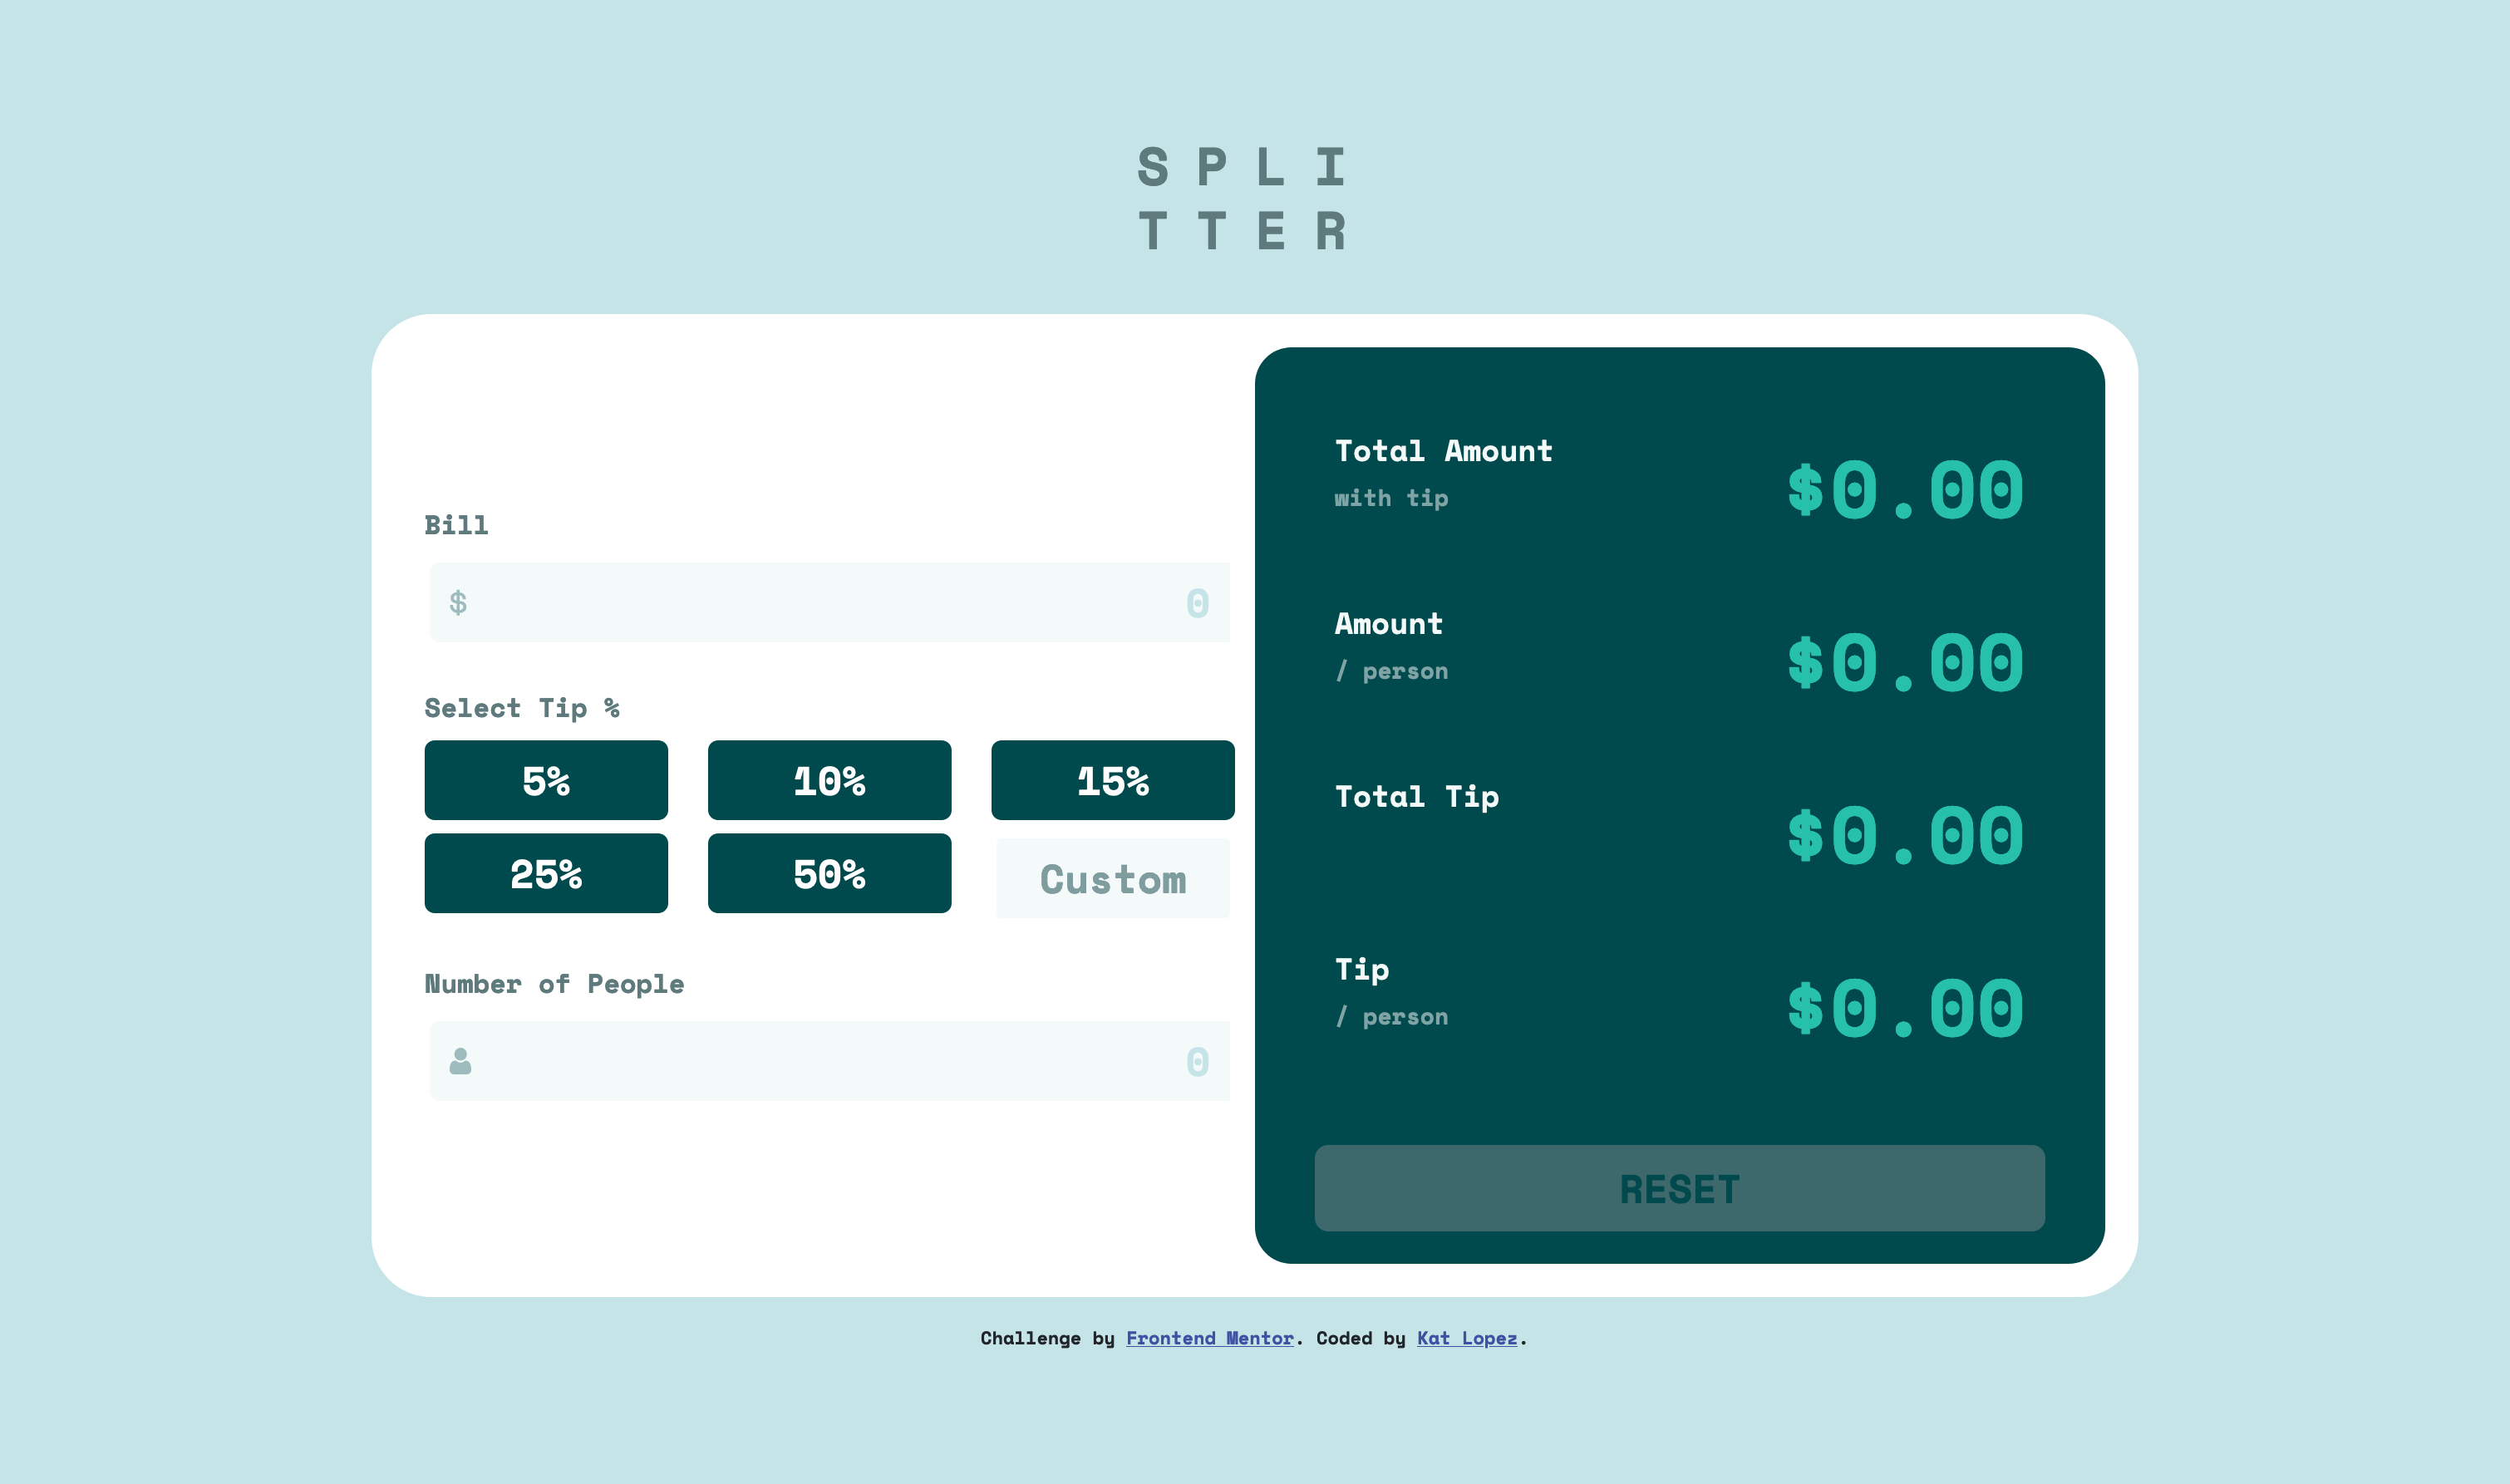 S P L I
T T E R
Bill
$ 0
Select Tip %
5% 10% 15%
25% 50% Custom
Number of People
0
Total Amount
with tip
$0.00
Amount
/ person
$0.00
Total Tip
$0.00
Tip
/ person
$0.00
RESET
Challenge by Frontend Mentor. Coded by Kat Lopez.